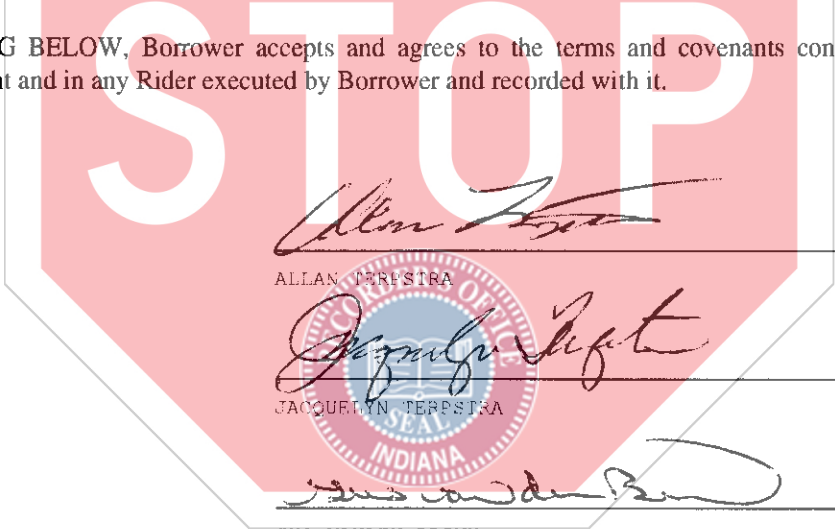 STOP
G BELOW, Borrower accepts and agrees to the terms and covenants con
t and in any Rider executed by Borrower and recorded with it.
ALLAN TERPSTRA
RECORDERS OFFICE
JACQUELYN TERPSTRA
SEAL
INDIANA